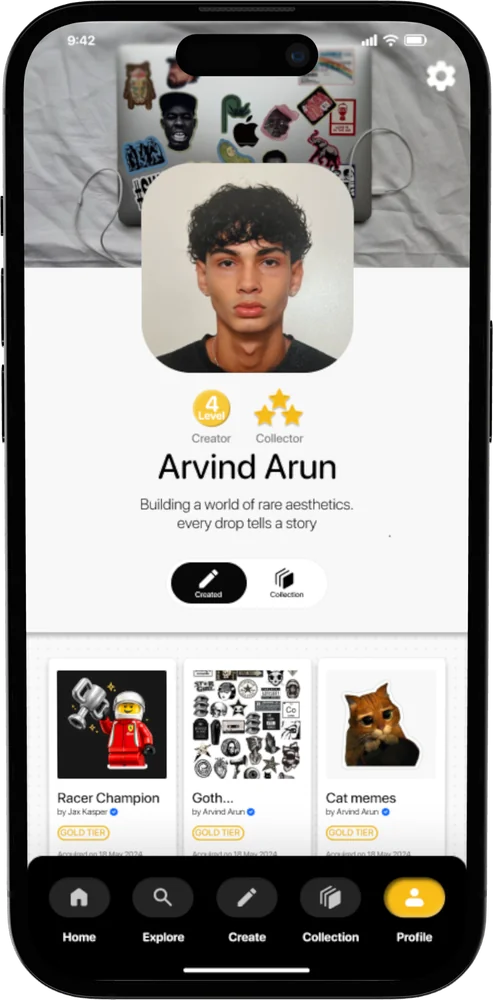 9:42
4
Level
Creator
Collector
Arvind Arun
Building a world of rare aesthetics.
every drop tells a story
Created
Collection
Racer Champion
by Jax Kasper
GOLD TIER
Acquired on 18 May 2024
Goth...
by Arvind Arun
GOLD TIER
Acquired on 18 May 2024
Cat memes
by Arvind Arun
GOLD TIER
Acquired on 18 May 2024
Home
Explore
Create
Collection
Profile